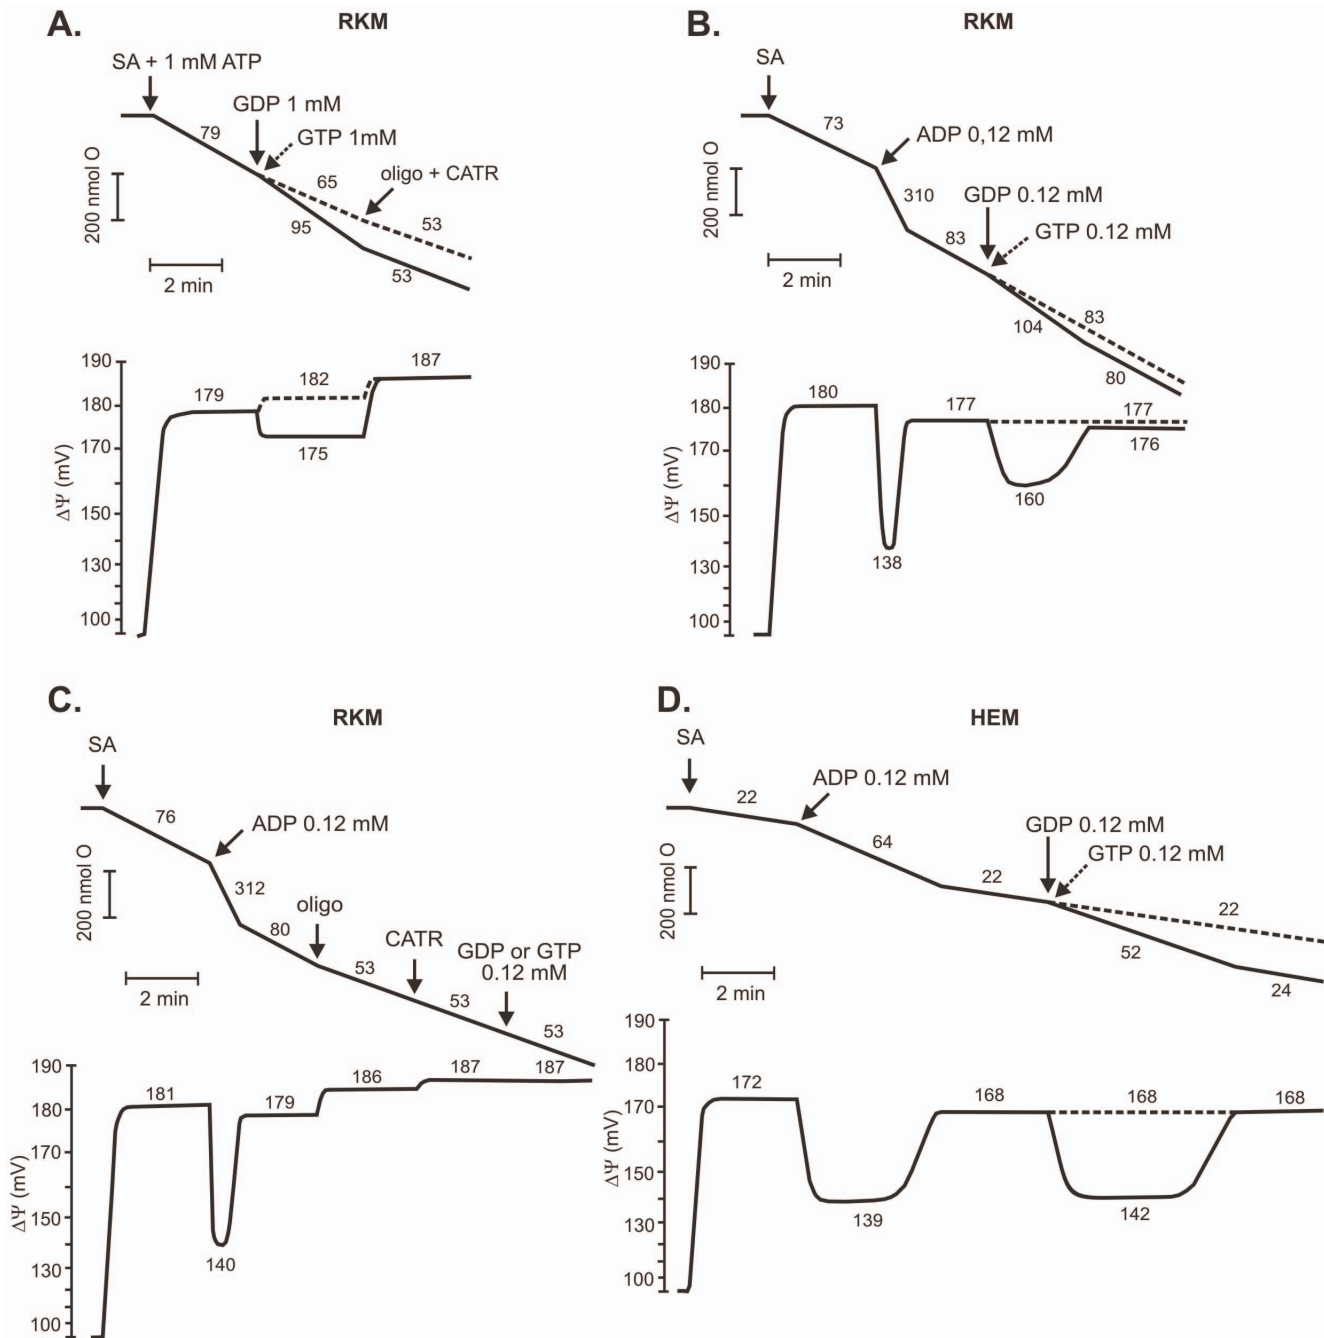 A.
RKM
SA + 1 mM ATP
GDP 1 mM
GTP 1mM
79
oligo + CATR
65
95
53
53
200 nmol O
2 min
190
180
170
150
130
100
ΔΨ (mV)
179
182
187
175
B.
RKM
SA
73
ADP 0,12 mM
310
GDP 0.12 mM
GTP 0.12 mM
83
83
104
80
200 nmol O
2 min
190
180
170
150
130
100
ΔΨ (mV)
180
138
177
177
176
160
C.
RKM
SA
76
ADP 0.12 mM
312
oligo
80
CATR
GDP or GTP
0.12 mM
53
53
53
200 nmol O
2 min
190
180
170
150
130
100
ΔΨ (mV)
181
140
179
186
187
187
D.
HEM
SA
22
ADP 0.12 mM
64
GDP 0.12 mM
GTP 0.12 mM
22
22
52
24
200 nmol O
2 min
190
180
170
150
130
100
ΔΨ (mV)
172
139
168
168
168
142